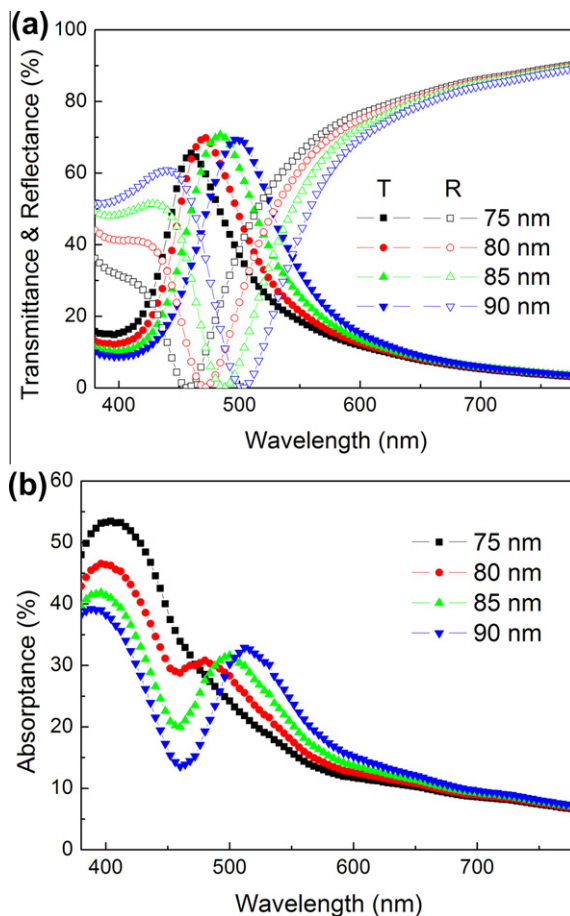 (a)
100
80
60
40
20
0
Transmittance & Reflectance (%)
T R
75 nm
80 nm
85 nm
90 nm
400 500 600 700
Wavelength (nm)
(b)
60
50
40
30
20
10
0
Absorptance (%)
75 nm
80 nm
85 nm
90 nm
400 500 600 700
Wavelength (nm)